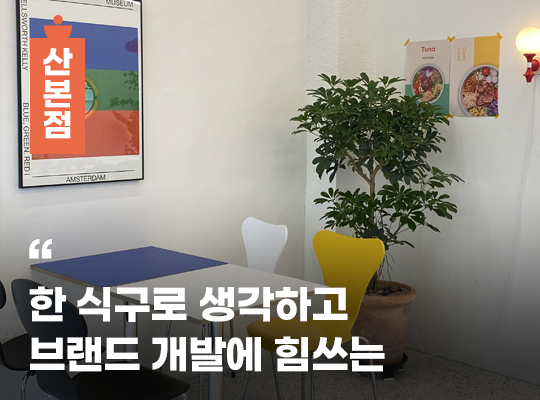 MUSEUM
ELLSWORTH KELLY
BLUE, GREEN, RED I
AMSTERDAM
산본점
Tuna
“
한 식구로 생각하고
브랜드 개발에 힘쓰는